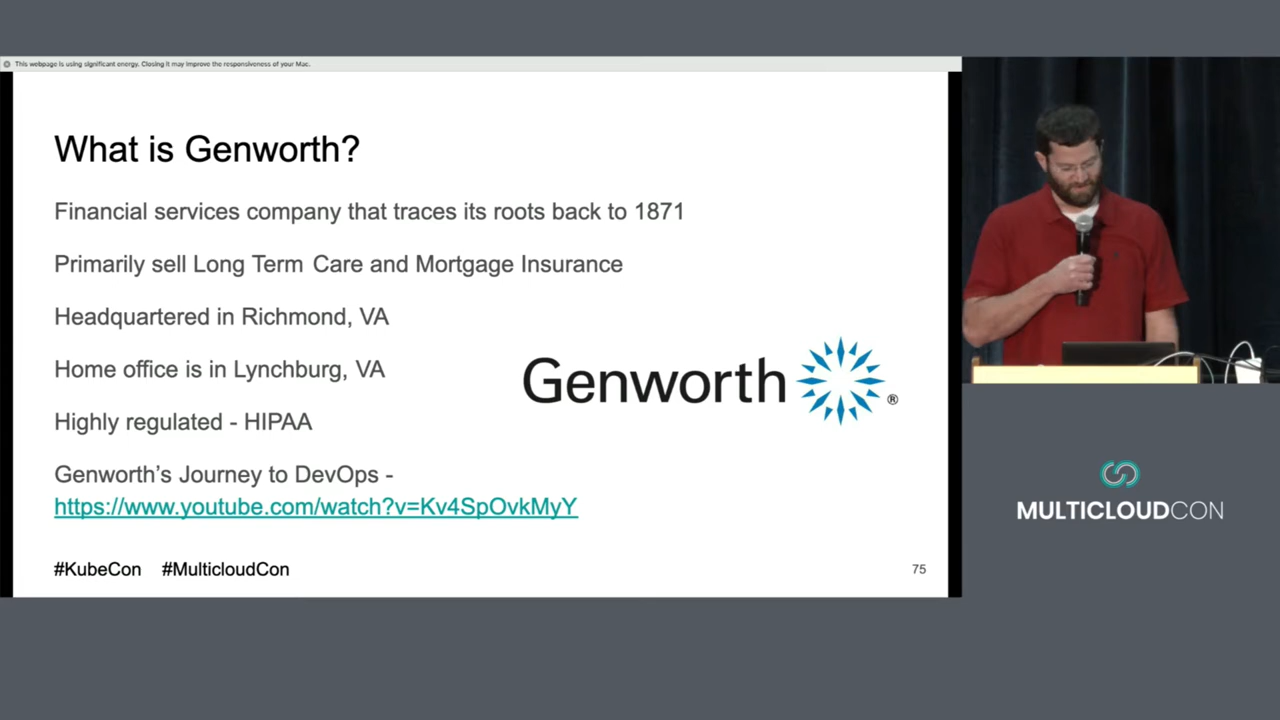 This webpage is using significant energy. Closing it may improve the responsiveness of your Mac.
What is Genworth?
Financial services company that traces its roots back to 1871
Primarily sell Long Term Care and Mortgage Insurance
Headquartered in Richmond, VA
Home office is in Lynchburg, VA
Genworth ®
Highly regulated - HIPAA
Genworth’s Journey to DevOps -
https://www.youtube.com/watch?v=Kv4SpOvkMyY
#KubeCon #MulticloudCon
75
MULTICLOUDCON